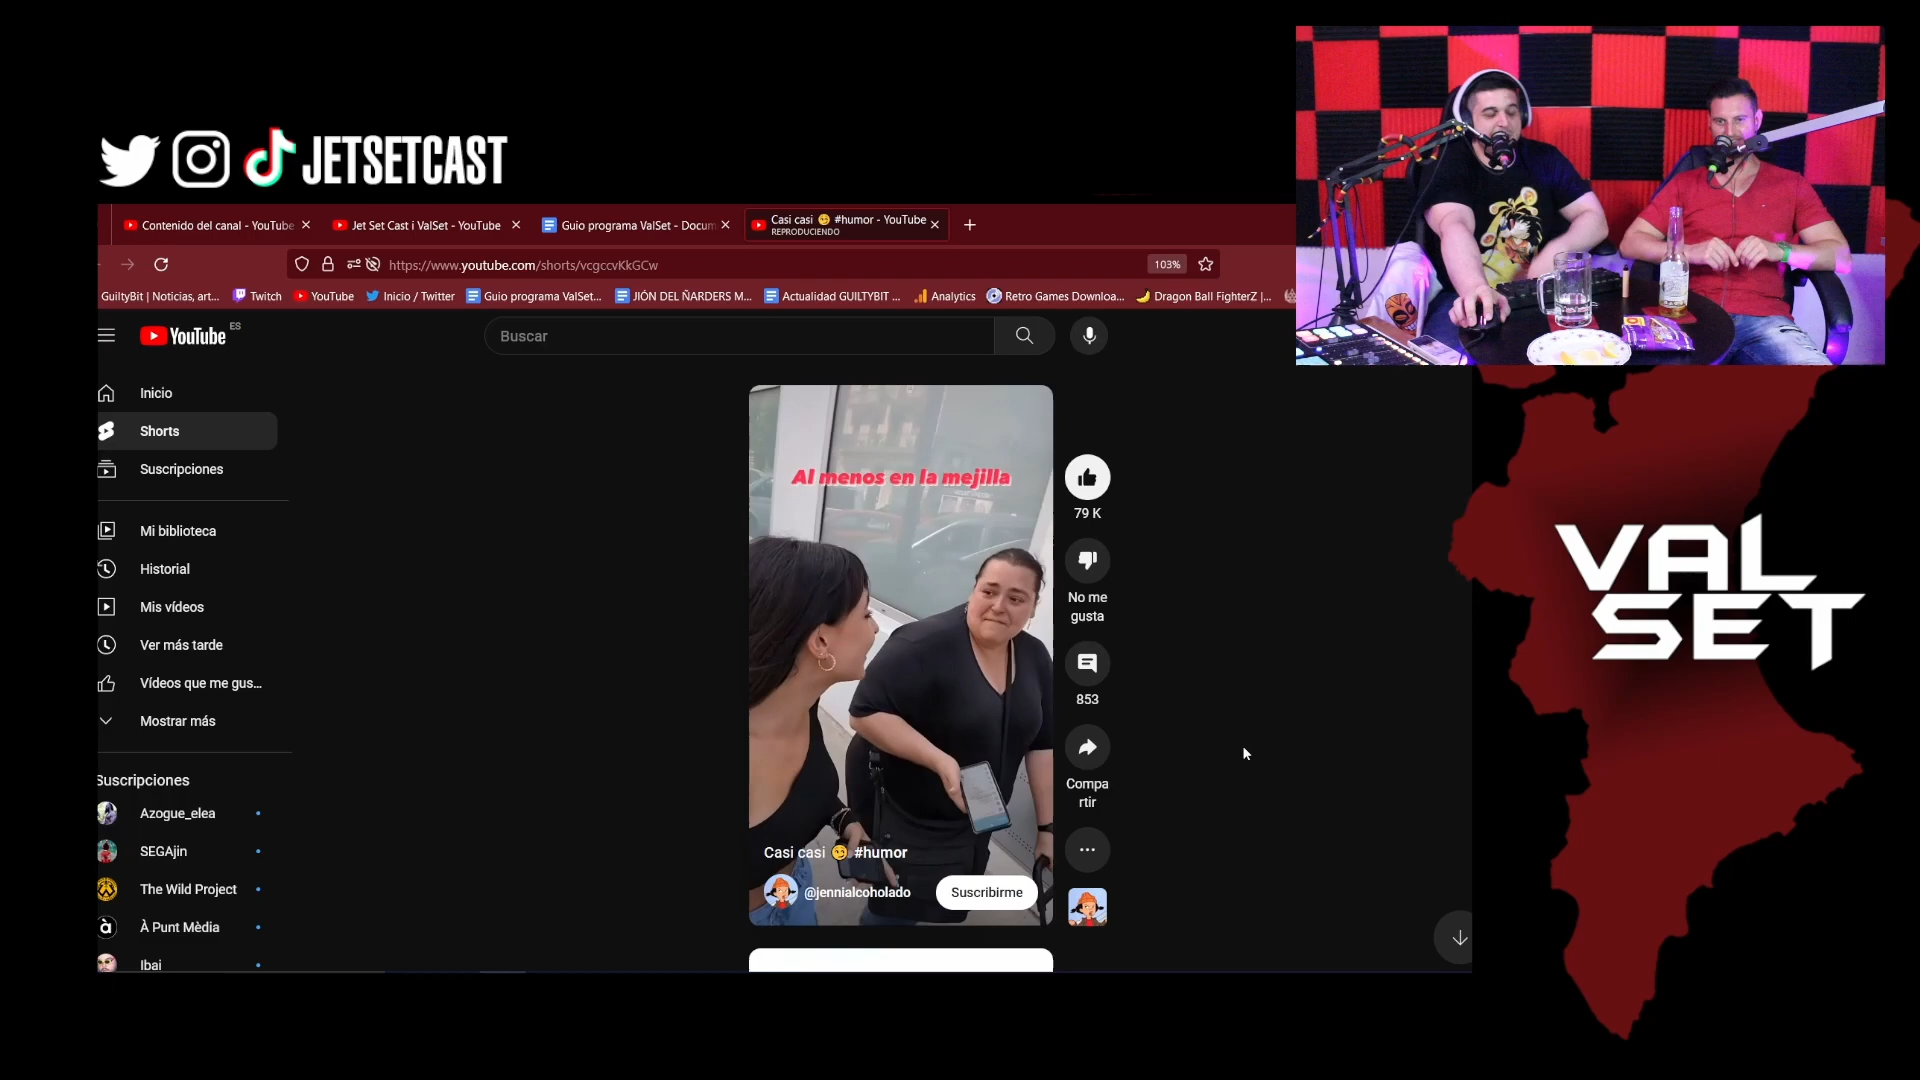 JETSETCAST
Contenido del canal - YouTube
Jet Set Cast i ValSet - YouTube
Guio programa ValSet - Docum
Casi casi 😏 #humor - YouTube
REPRODUCIENDO
https://www.youtube.com/shorts/vcgccvKkGCw
103%
GuiltyBit | Noticias, art...
Twitch
YouTube
Inicio / Twitter
Guio programa ValSet...
JIÓN DEL ÑARDERS M...
Actualidad GUILTYBIT ...
Analytics
Retro Games Downloa...
Dragon Ball FighterZ |...
YouTube ES
Buscar
Inicio
Shorts
Suscripciones
Mi biblioteca
Historial
Mis vídeos
Ver más tarde
Vídeos que me gus...
Mostrar más
Suscripciones
Azogue_elea
SEGAjin
The Wild Project
À Punt Mèdia
Ibai
Al menos en la mejilla
Casi casi 😏 #humor
@jennialcoholado
Suscribirme
79 K
No me
gusta
853
Compa
rtir
VAL
SET